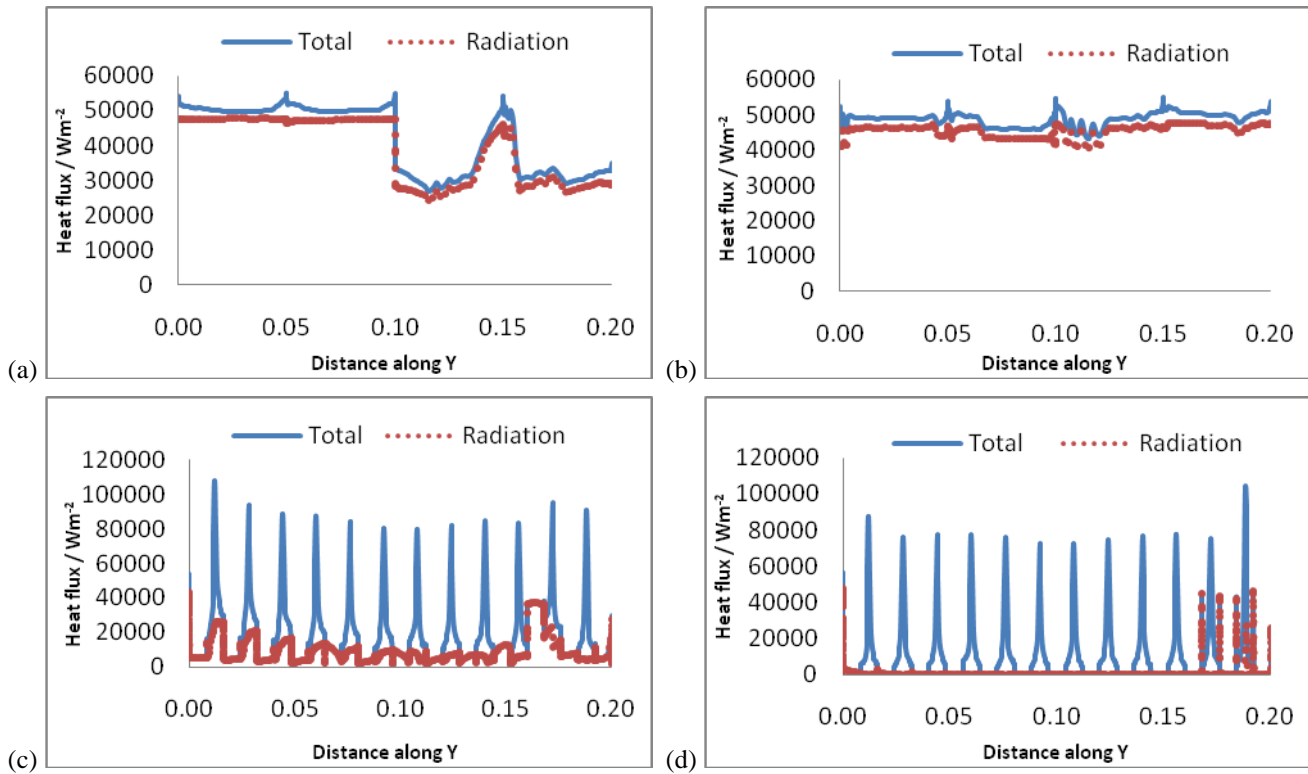 Total Radiation
Heat flux / Wm-2
60000
50000
40000
30000
20000
10000
0
0.00 0.05 0.10 0.15 0.20
Distance along Y
(a)
Total Radiation
Heat flux / Wm-2
60000
50000
40000
30000
20000
10000
0
0.00 0.05 0.10 0.15 0.20
Distance along Y
(b)
Total Radiation
Heat flux / Wm-2
120000
100000
80000
60000
40000
20000
0
0.00 0.05 0.10 0.15 0.20
Distance along Y
(c)
Total Radiation
Heat flux / Wm-2
120000
100000
80000
60000
40000
20000
0
0.00 0.05 0.10 0.15 0.20
Distance along Y
(d)